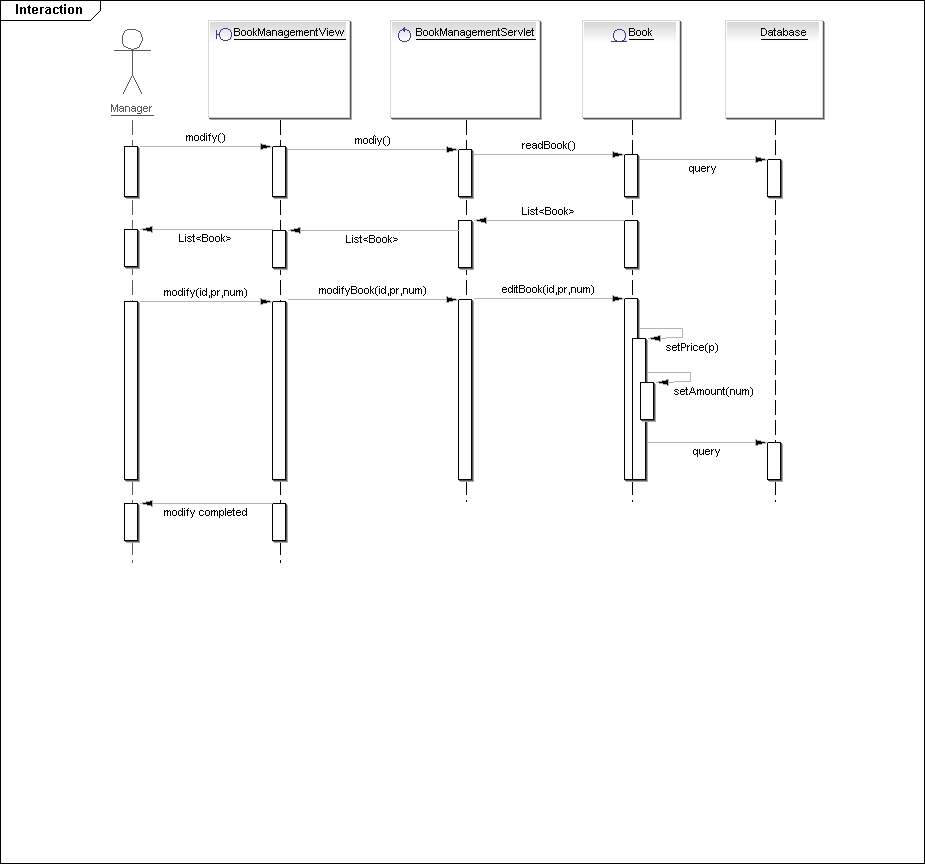 Interaction
BookManagementView
BookManagementServlet
Book
Database
Manager
modify()
modiy()
readBook()
query
List<Book>
List<Book>
List<Book>
modify(id,pr,num)
modifyBook(id,pr,num)
editBook(id,pr,num)
setPrice(p)
setAmount(num)
query
modify completed